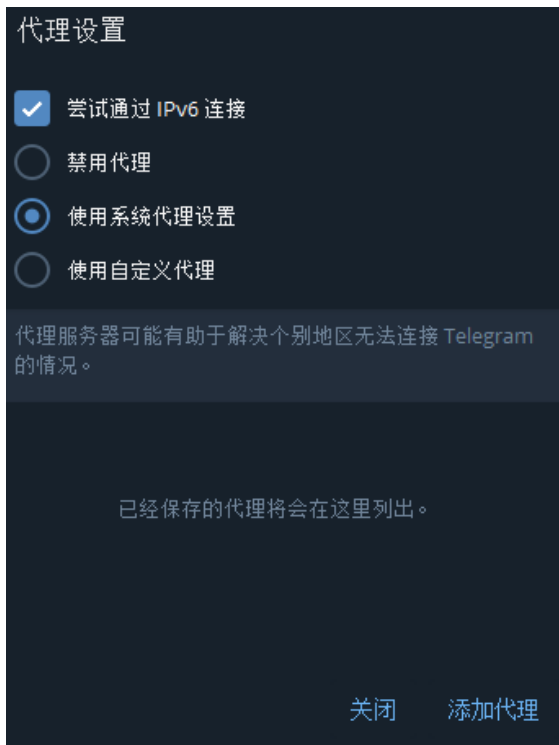 代理设置
尝试通过 IPv6 连接
禁用代理
使用系统代理设置
使用自定义代理
代理服务器可能有助于解决个别地区无法连接 Telegram
的情况。
已经保存的代理将会在这里列出。
关闭 添加代理